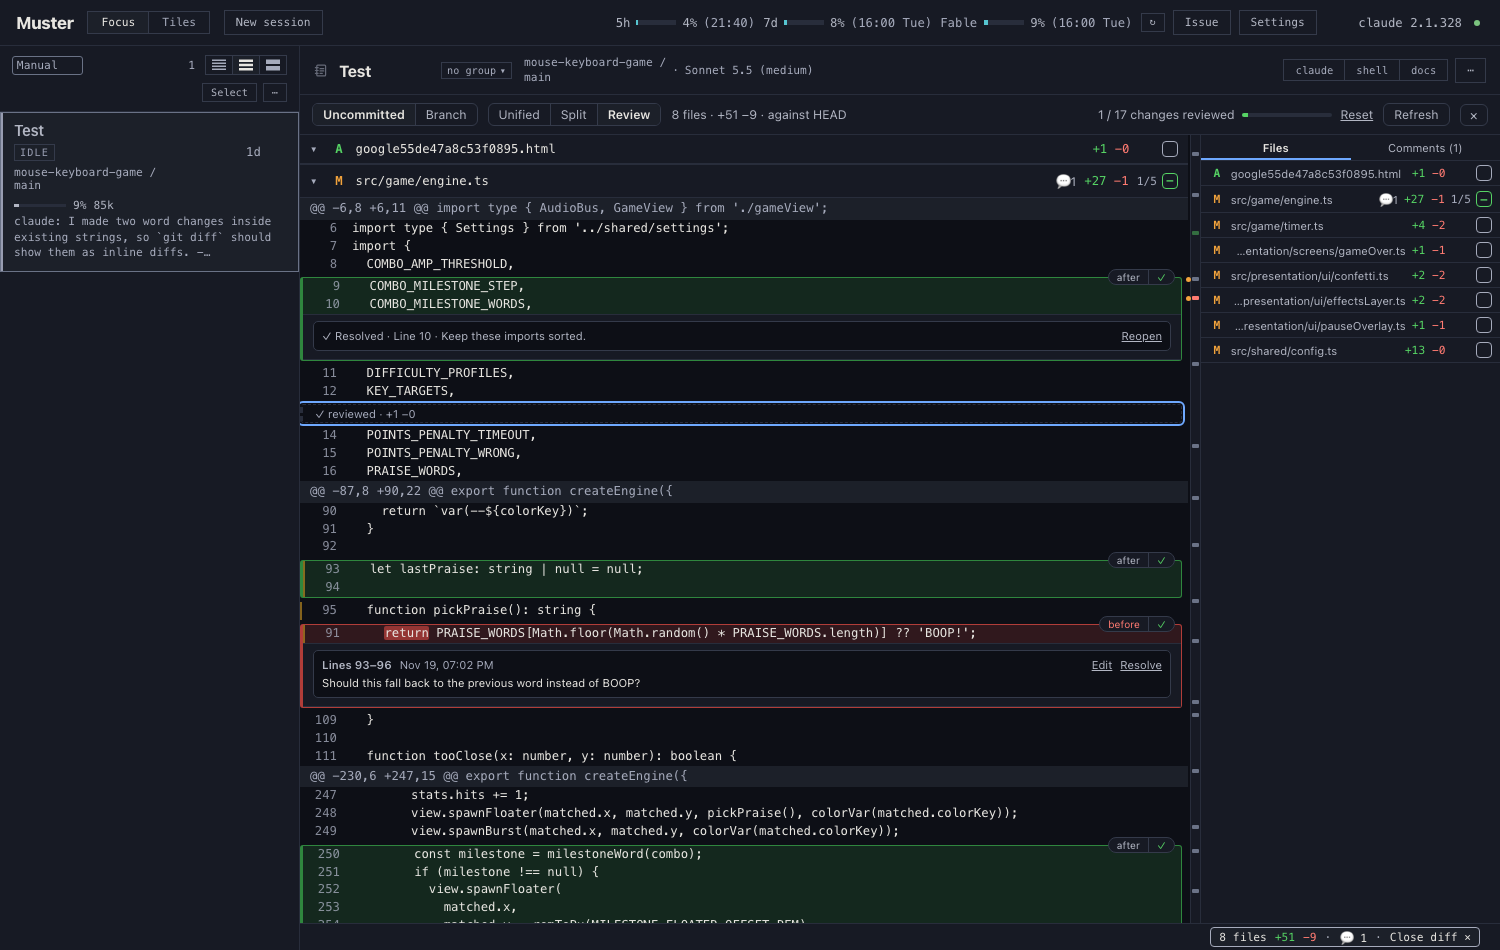 Muster Focus Tiles New session 5h 4% (21:40) 7d 8% (16:00 Tue) Fable 9% (16:00 Tue) ↻ Issue Settings claude 2.1.328
Manual 1
Select ⋯
Test
IDLE 1d
mouse-keyboard-game /
main
9% 85k
claude: I made two word changes inside
existing strings, so `git diff` should
show them as inline diffs. —…
Test no group ▾ mouse-keyboard-game /
main · Sonnet 5.5 (medium) claude shell docs ⋯
Uncommitted Branch Unified Split Review 8 files · +51 −9 · against HEAD 1 / 17 changes reviewed Reset Refresh ×
▾ A google55de47a8c53f0895.html +1 −0
▾ M src/game/engine.ts 💬1 +27 −1 1/5
@@ −6,8 +6,11 @@ import type { AudioBus, GameView } from './gameView';
6 import type { Settings } from '../shared/settings';
7 import {
8 COMBO_AMP_THRESHOLD,
after ✓
9 COMBO_MILESTONE_STEP,
10 COMBO_MILESTONE_WORDS,
✓ Resolved · Line 10 · Keep these imports sorted. Reopen
11 DIFFICULTY_PROFILES,
12 KEY_TARGETS,
✓ reviewed · +1 −0
14 POINTS_PENALTY_TIMEOUT,
15 POINTS_PENALTY_WRONG,
16 PRAISE_WORDS,
@@ −87,8 +90,22 @@ export function createEngine({
90 return `var(--${colorKey})`;
91 }
92
after ✓
93 let lastPraise: string | null = null;
94
95 function pickPraise(): string {
before ✓
91 return PRAISE_WORDS[Math.floor(Math.random() * PRAISE_WORDS.length)] ?? 'BOOP!';
Lines 93–96 Nov 19, 07:02 PM Edit Resolve
Should this fall back to the previous word instead of BOOP?
109 }
110
111 function tooClose(x: number, y: number): boolean {
@@ −230,6 +247,15 @@ export function createEngine({
247 stats.hits += 1;
248 view.spawnFloater(matched.x, matched.y, pickPraise(), colorVar(matched.colorKey));
249 view.spawnBurst(matched.x, matched.y, colorVar(matched.colorKey));
after ✓
250 const milestone = milestoneWord(combo);
251 if (milestone !== null) {
252 view.spawnFloater(
253 matched.x,
Files Comments (1)
A google55de47a8c53f0895.html +1 −0
M src/game/engine.ts 💬1 +27 −1 1/5
M src/game/timer.ts +4 −2
M …entation/screens/gameOver.ts +1 −1
M src/presentation/ui/confetti.ts +2 −2
M …presentation/ui/effectsLayer.ts +2 −2
M …resentation/ui/pauseOverlay.ts +1 −1
M src/shared/config.ts +13 −0
8 files +51 −9 · 💬 1 · Close diff ×